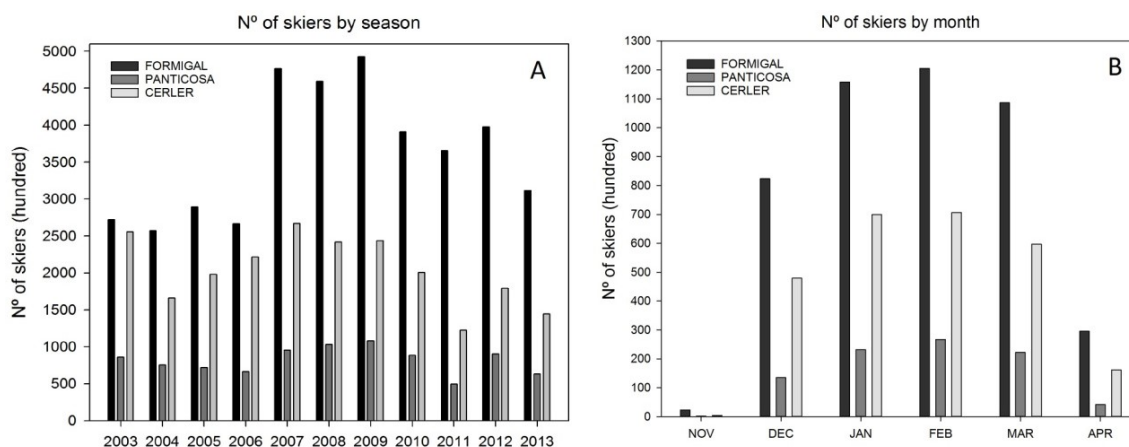 Nº of skiers by season
A
FORMIGAL
PANTICOSA
CERLER
Nº of skiers (hundred)
5000
4500
4000
3500
3000
2500
2000
1500
1000
500
0
2003 2004 2005 2006 2007 2008 2009 2010 2011 2012 2013
Nº of skiers by month
B
FORMIGAL
PANTICOSA
CERLER
Nº of skiers (hundred)
1300
1200
1100
1000
900
800
700
600
500
400
300
200
100
0
NOV DEC JAN FEB MAR APR